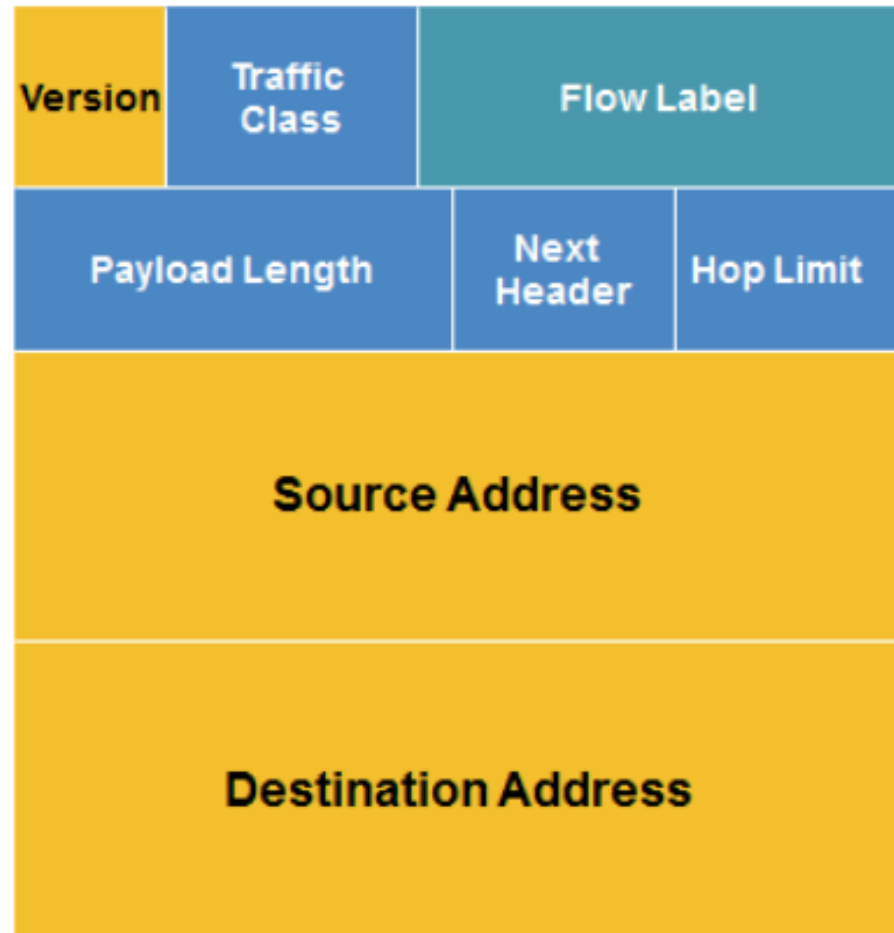 Version
Traffic
Class
Flow Label
Payload Length
Next
Header
Hop Limit
Source Address
Destination Address